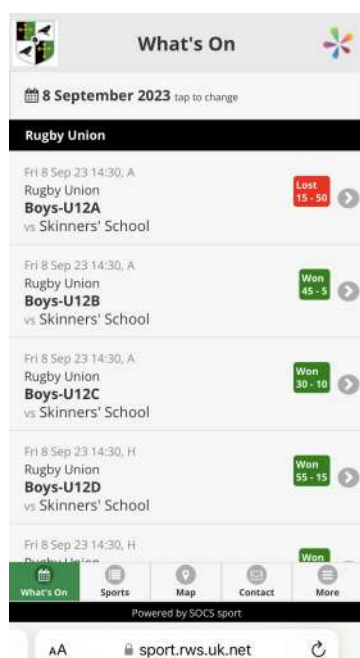 What's On
8 September 2023 tap to change
Rugby Union
Fri 8 Sep 23 14:30, A
Rugby Union
Boys-U12A
vs Skinners' School
Lost
15 - 50
Fri 8 Sep 23 14:30, A
Rugby Union
Boys-U12B
vs Skinners' School
Won
45 - 5
Fri 8 Sep 23 14:30, A
Rugby Union
Boys-U12C
vs Skinners' School
Won
30 - 10
Fri 8 Sep 23 14:30, H
Rugby Union
Boys-U12D
vs Skinners' School
Won
55 - 15
Fri 8 Sep 23 14:30, H
Rugby Union
Won
What's On
Sports
Map
Contact
More
Powered by SOCS sport
AA
sport.rws.uk.net